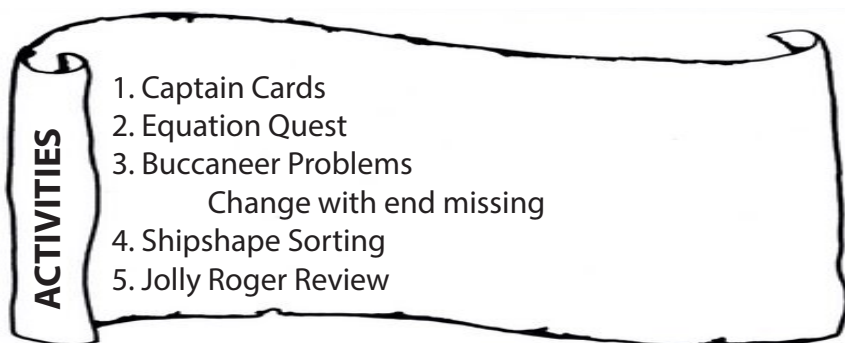 ACTIVITIES
1. Captain Cards
2. Equation Quest
3. Buccaneer Problems
Change with end missing
4. Shipshape Sorting
5. Jolly Roger Review